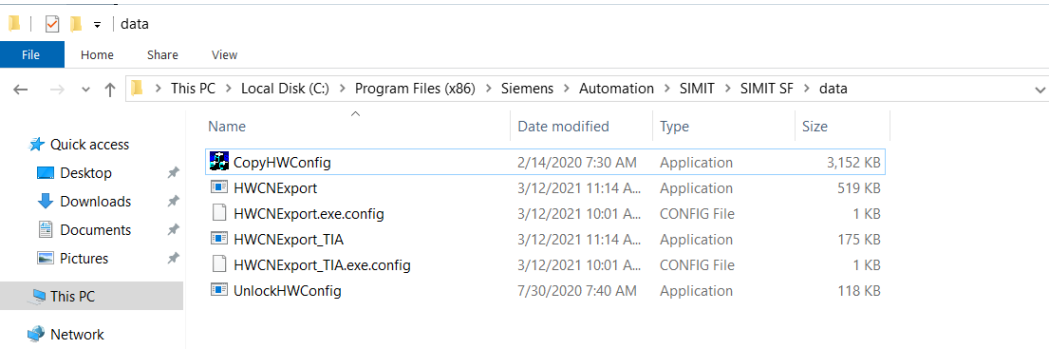 data
File Home Share View
This PC > Local Disk (C:) > Program Files (x86) > Siemens > Automation > SIMIT > SIMIT SF > data
Name Date modified Type Size
Quick access
Desktop
Downloads
Documents
Pictures
This PC
Network
CopyHWConfig 2/14/2020 7:30 AM Application 3,152 KB
HWCNExport 3/12/2021 11:14 A... Application 519 KB
HWCNExport.exe.config 3/12/2021 10:01 A... CONFIG File 1 KB
HWCNExport_TIA 3/12/2021 11:14 A... Application 175 KB
HWCNExport_TIA.exe.config 3/12/2021 10:01 A... CONFIG File 1 KB
UnlockHWConfig 7/30/2020 7:40 AM Application 118 KB